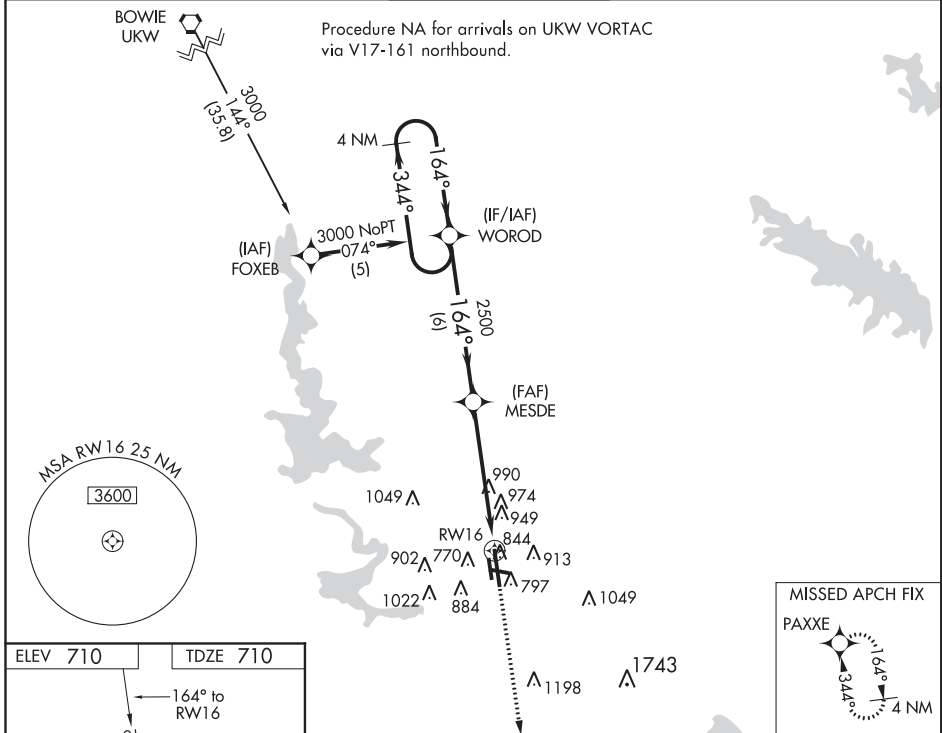 BOWIE
UKW
Procedure NA for arrivals on UKW VORTAC
via V17-161 northbound.
3000
144°
(35.8)
4 NM
344°
164°
(IF/IAF)
WOROD
3000 NoPT
074°
(5)
(IAF)
FOXEB
2500
164°
(6)
(FAF)
MESDE
MSA RW16 25 NM
3600
990
1049
974
949
RW16
844
902
770
913
797
1022
884
1049
MISSED APCH FIX
PAXXE
164°
344°
4 NM
ELEV 710
TDZE 710
164° to
RW16
1198
1743